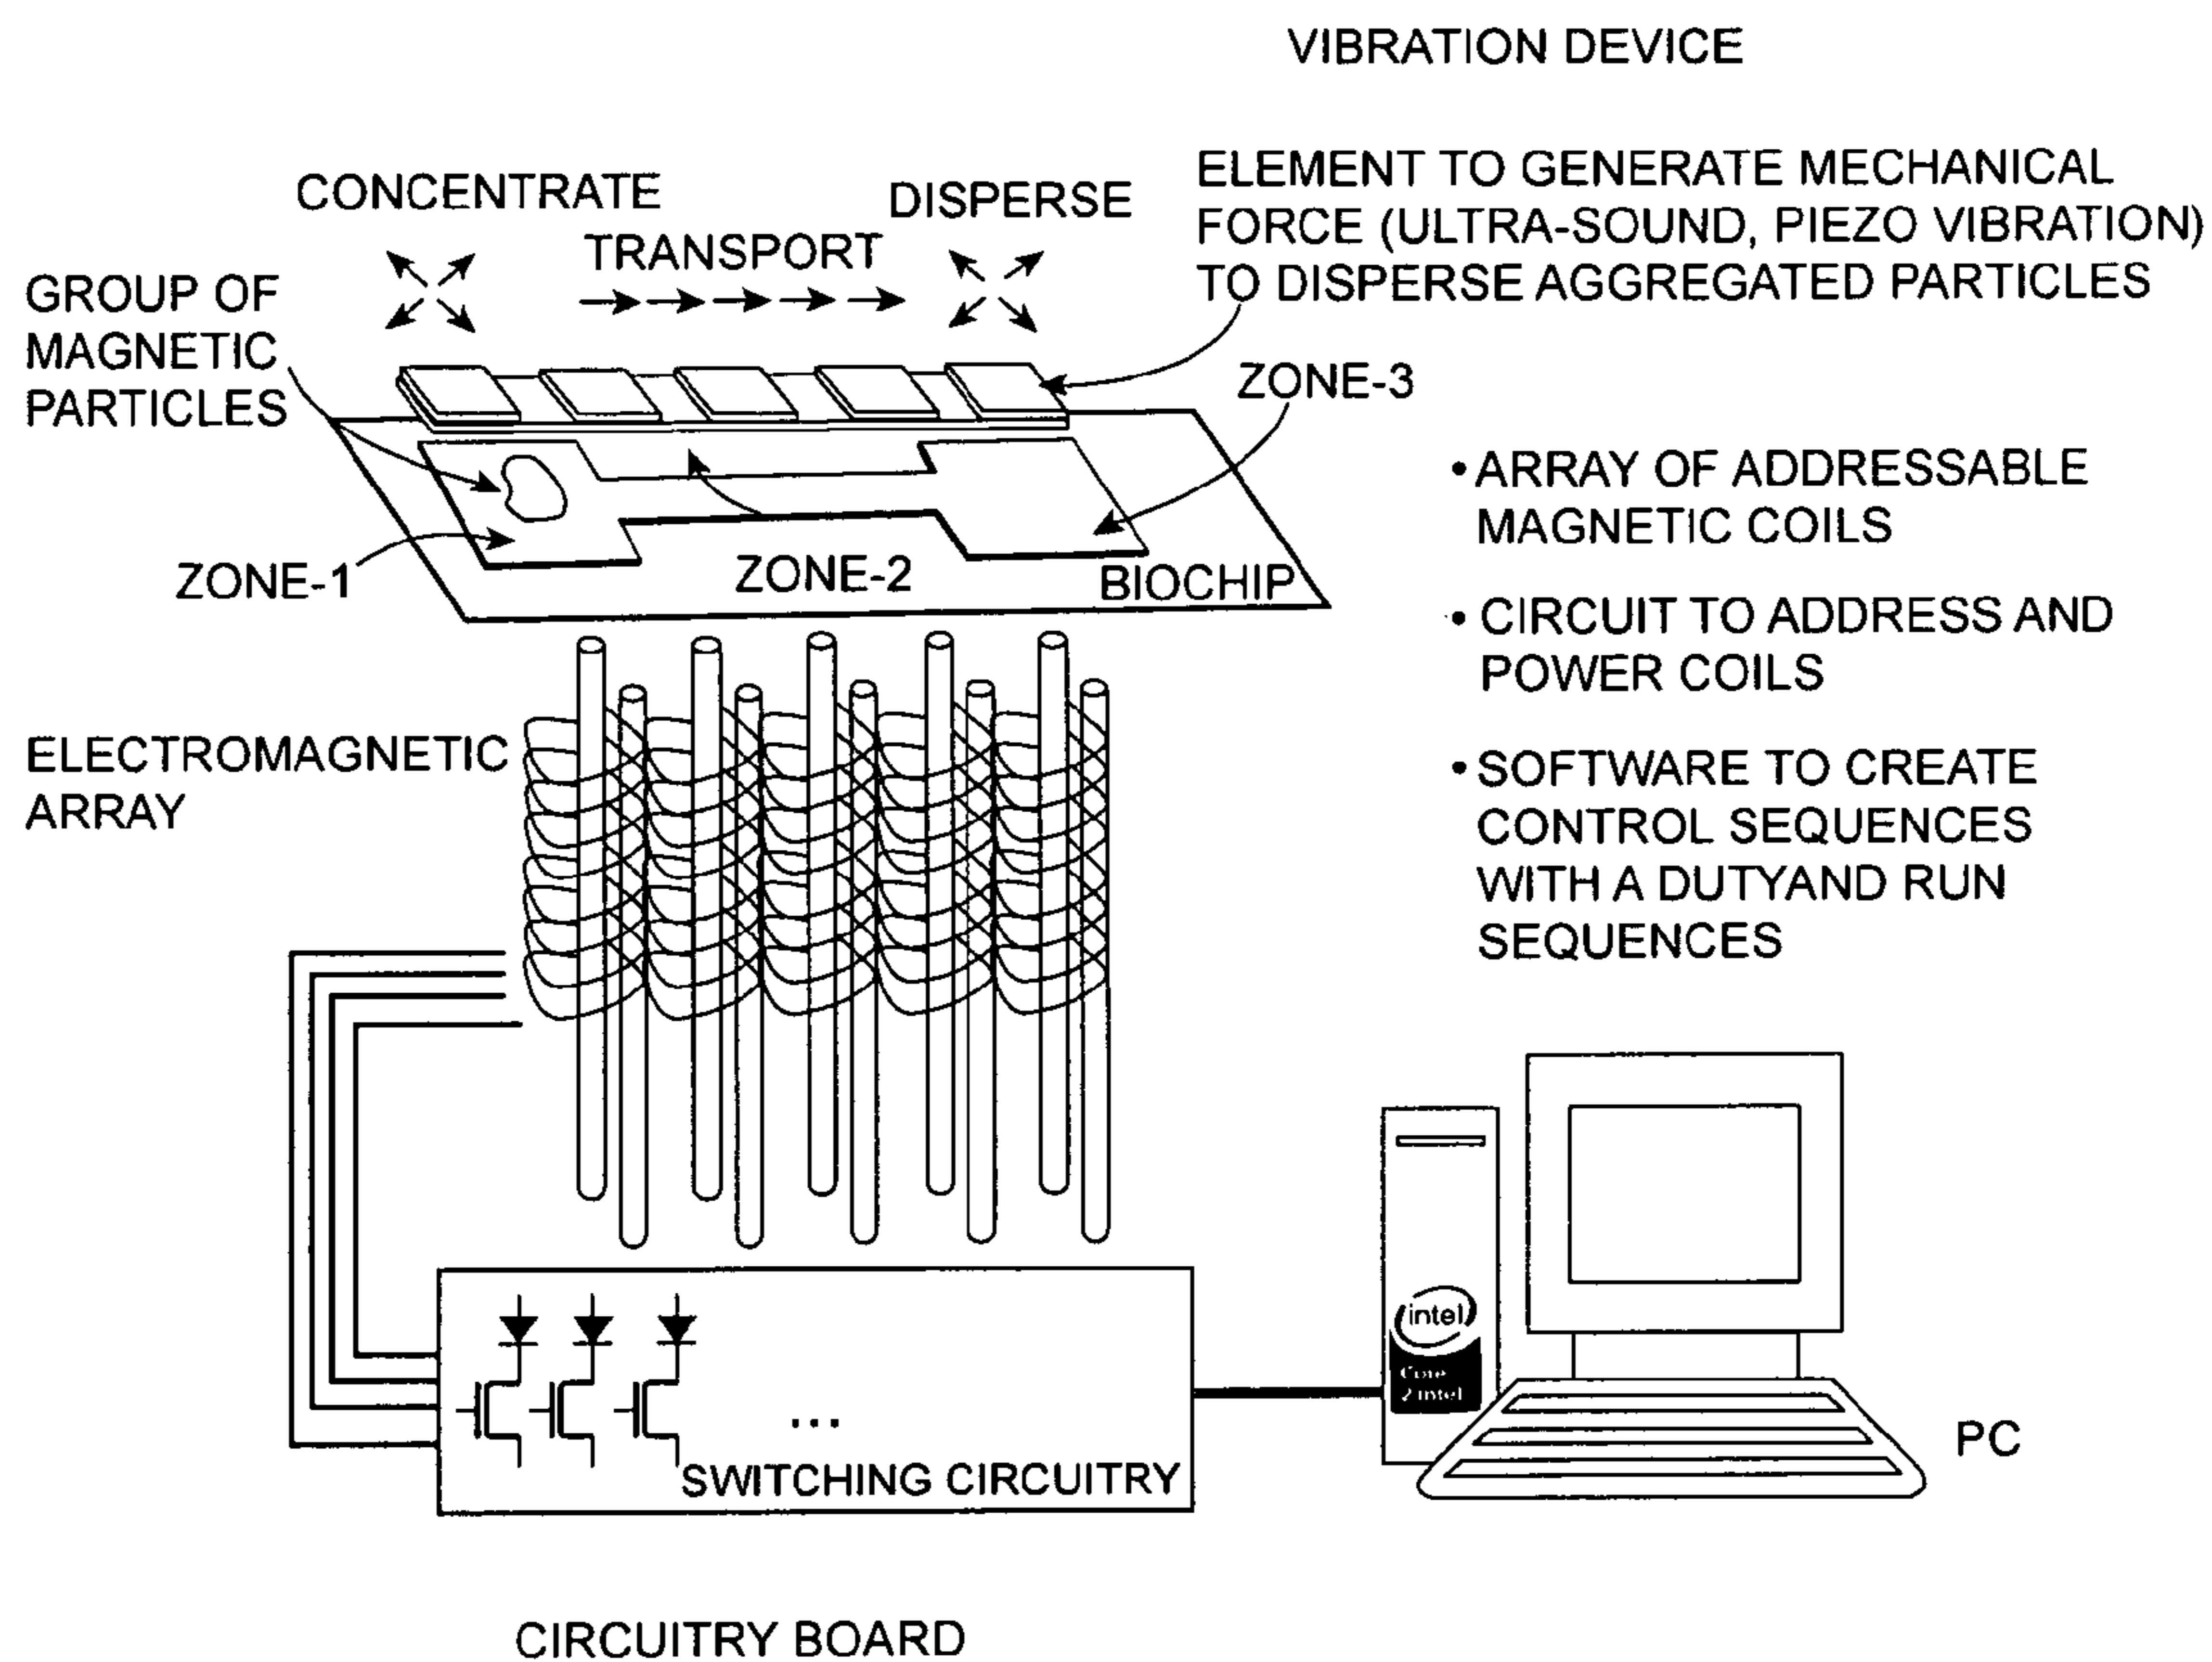 VIBRATION DEVICE
CONCENTRATE
DISPERSE
TRANSPORT
ELEMENT TO GENERATE MECHANICAL
FORCE (ULTRA-SOUND, PIEZO VIBRATION)
TO DISPERSE AGGREGATED PARTICLES
GROUP OF
MAGNETIC
PARTICLES
ZONE-3
ZONE-1
ZONE-2
BIOCHIP
• ARRAY OF ADDRESSABLE
MAGNETIC COILS
• CIRCUIT TO ADDRESS AND
POWER COILS
• SOFTWARE TO CREATE
CONTROL SEQUENCES
WITH A DUTYAND RUN
SEQUENCES
ELECTROMAGNETIC
ARRAY
intel
Core
2 intel
PC
...
SWITCHING CIRCUITRY
CIRCUITRY BOARD